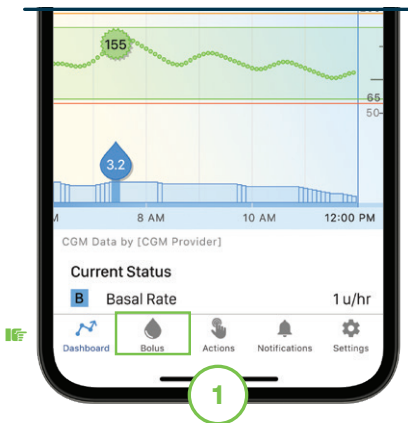 155
65
50
3.2
8 AM
10 AM
12:00 PM
CGM Data by [CGM Provider]
Current Status
B Basal Rate 1 u/hr
Dashboard Bolus Actions Notifications Settings
1